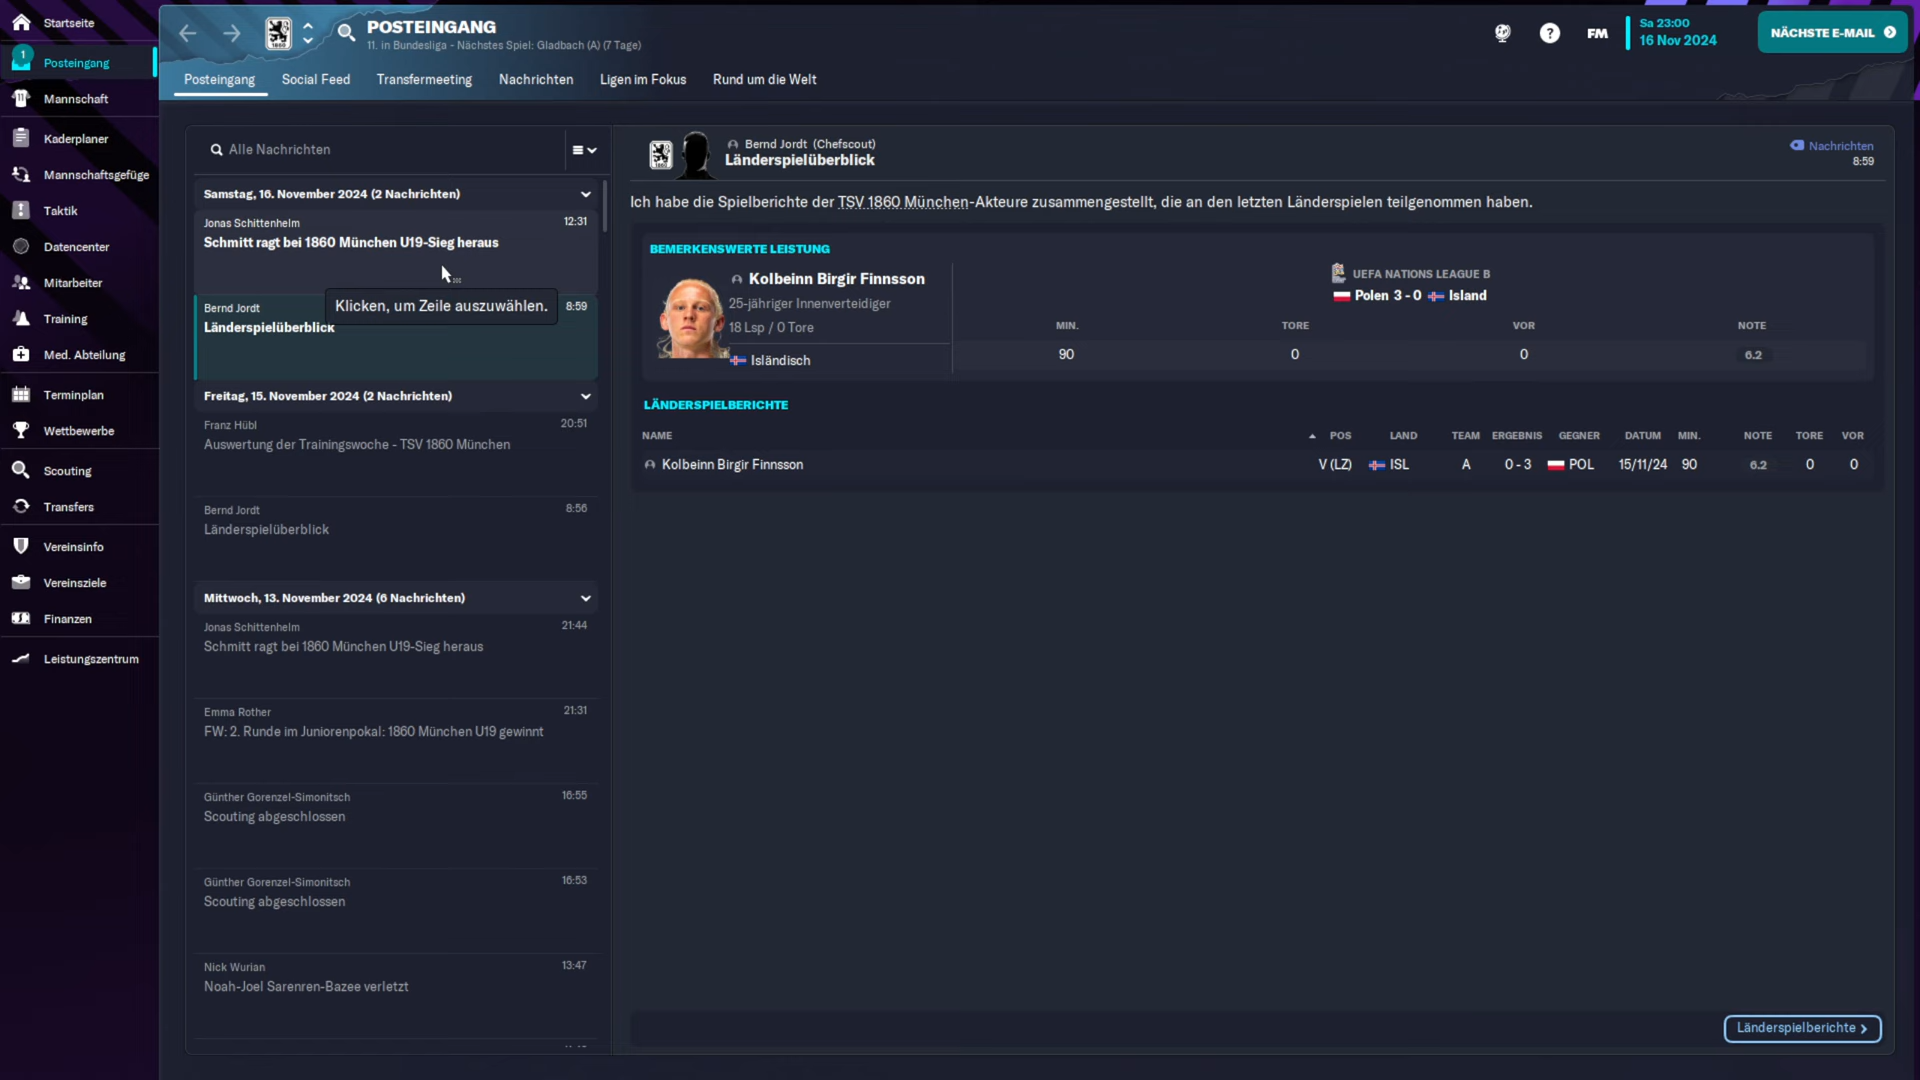 Startseite
1
Posteingang
Mannschaft
Kaderplaner
Mannschaftsgefüge
Taktik
Datencenter
Mitarbeiter
Training
Med. Abteilung
Terminplan
Wettbewerbe
Scouting
Transfers
Vereinsinfo
Vereinsziele
Finanzen
Leistungszentrum
POSTEINGANG
11. in Bundesliga - Nächstes Spiel: Gladbach (A) (7 Tage)
? FM
Sa 23:00
16 Nov 2024
NÄCHSTE E-MAIL
Posteingang Social Feed Transfermeeting Nachrichten Ligen im Fokus Rund um die Welt
Alle Nachrichten
Samstag, 16. November 2024 (2 Nachrichten)
Jonas Schittenhelm 12:31
Schmitt ragt bei 1860 München U19-Sieg heraus
Klicken, um Zeile auszuwählen.
Bernd Jordt 8:59
Länderspielüberblick
Freitag, 15. November 2024 (2 Nachrichten)
Franz Hübl 20:51
Auswertung der Trainingswoche - TSV 1860 München
Bernd Jordt 8:56
Länderspielüberblick
Mittwoch, 13. November 2024 (6 Nachrichten)
Jonas Schittenhelm 21:44
Schmitt ragt bei 1860 München U19-Sieg heraus
Emma Rother 21:31
FW: 2. Runde im Juniorenpokal: 1860 München U19 gewinnt
Günther Gorenzel-Simonitsch 16:55
Scouting abgeschlossen
Günther Gorenzel-Simonitsch 16:53
Scouting abgeschlossen
Nick Wurian 13:47
Noah-Joel Sarenren-Bazee verletzt
Bernd Jordt (Chefscout)
Länderspielüberblick
Nachrichten
8:59
Ich habe die Spielberichte der TSV 1860 München-Akteure zusammengestellt, die an den letzten Länderspielen teilgenommen haben.
BEMERKENSWERTE LEISTUNG
Kolbeinn Birgir Finnsson
25-jähriger Innenverteidiger
18 Lsp / 0 Tore
Isländisch
UEFA NATIONS LEAGUE B
Polen 3 - 0 Island
MIN. TORE VOR NOTE
90 0 0 6.2
LÄNDERSPIELBERICHTE
NAME POS LAND TEAM ERGEBNIS GEGNER DATUM MIN. NOTE TORE VOR
Kolbeinn Birgir Finnsson V (LZ) ISL A 0 - 3 POL 15/11/24 90 6.2 0 0
Länderspielberichte